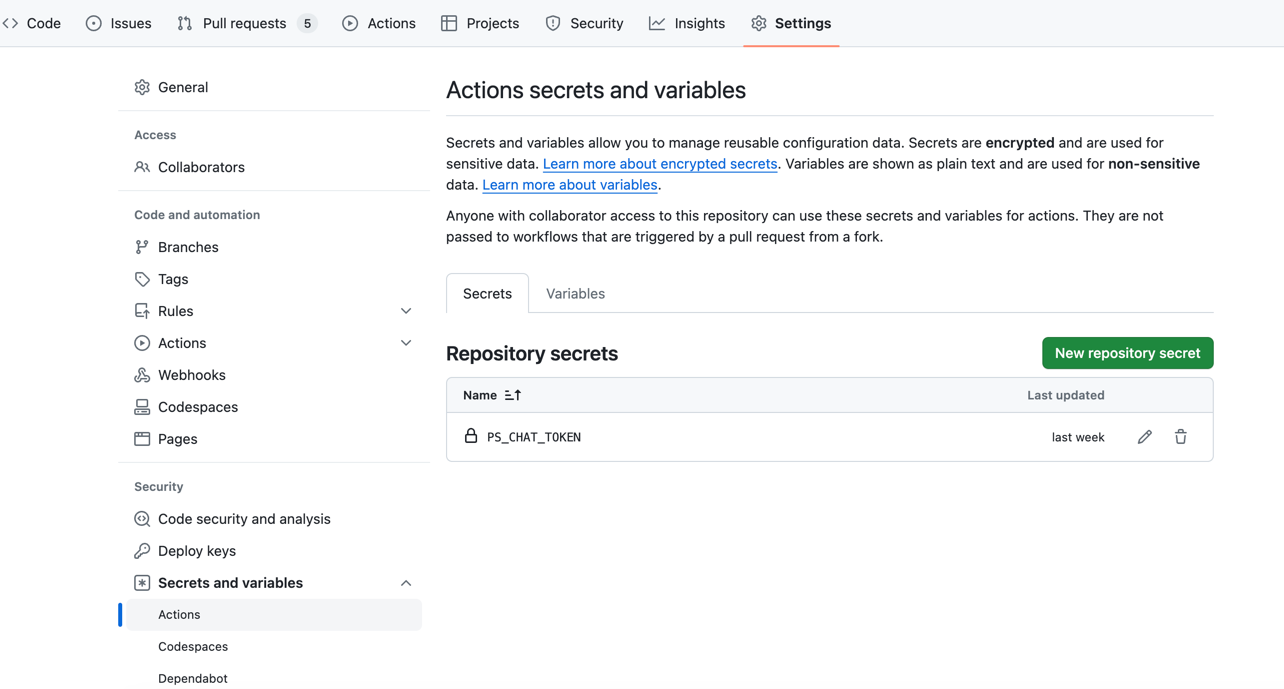 Code
Issues
Pull requests 5
Actions
Projects
Security
Insights
Settings
General
Access
Collaborators
Code and automation
Branches
Tags
Rules
Actions
Webhooks
Codespaces
Pages
Security
Code security and analysis
Deploy keys
Secrets and variables
Actions
Codespaces
Dependabot
Actions secrets and variables
Secrets and variables allow you to manage reusable configuration data. Secrets are encrypted and are used for
sensitive data. Learn more about encrypted secrets. Variables are shown as plain text and are used for non-sensitive
data. Learn more about variables.
Anyone with collaborator access to this repository can use these secrets and variables for actions. They are not
passed to workflows that are triggered by a pull request from a fork.
Secrets
Variables
Repository secrets
New repository secret
Name
Last updated
PS_CHAT_TOKEN
last week